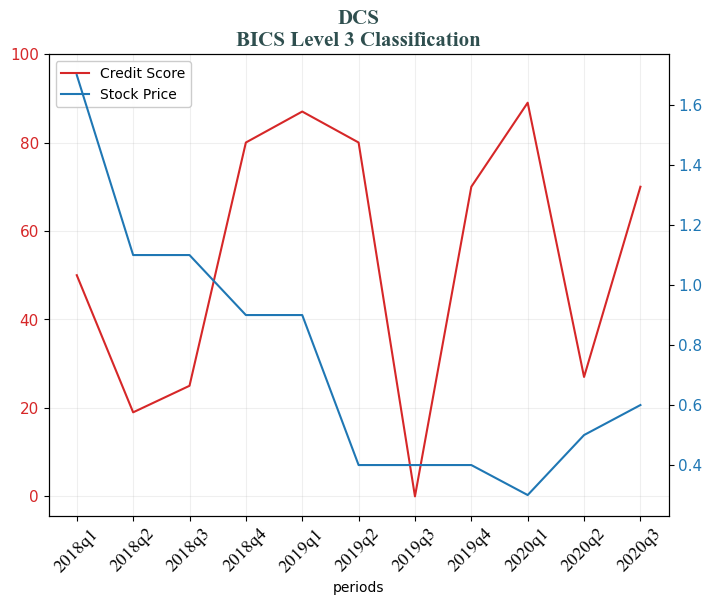 DCS
BICS Level 3 Classification
Credit Score
Stock Price
100
80
60
40
20
0
1.6
1.4
1.2
1.0
0.8
0.6
0.4
2018q1
2018q2
2018q3
2018q4
2019q1
2019q2
2019q3
2019q4
2020q1
2020q2
2020q3
periods